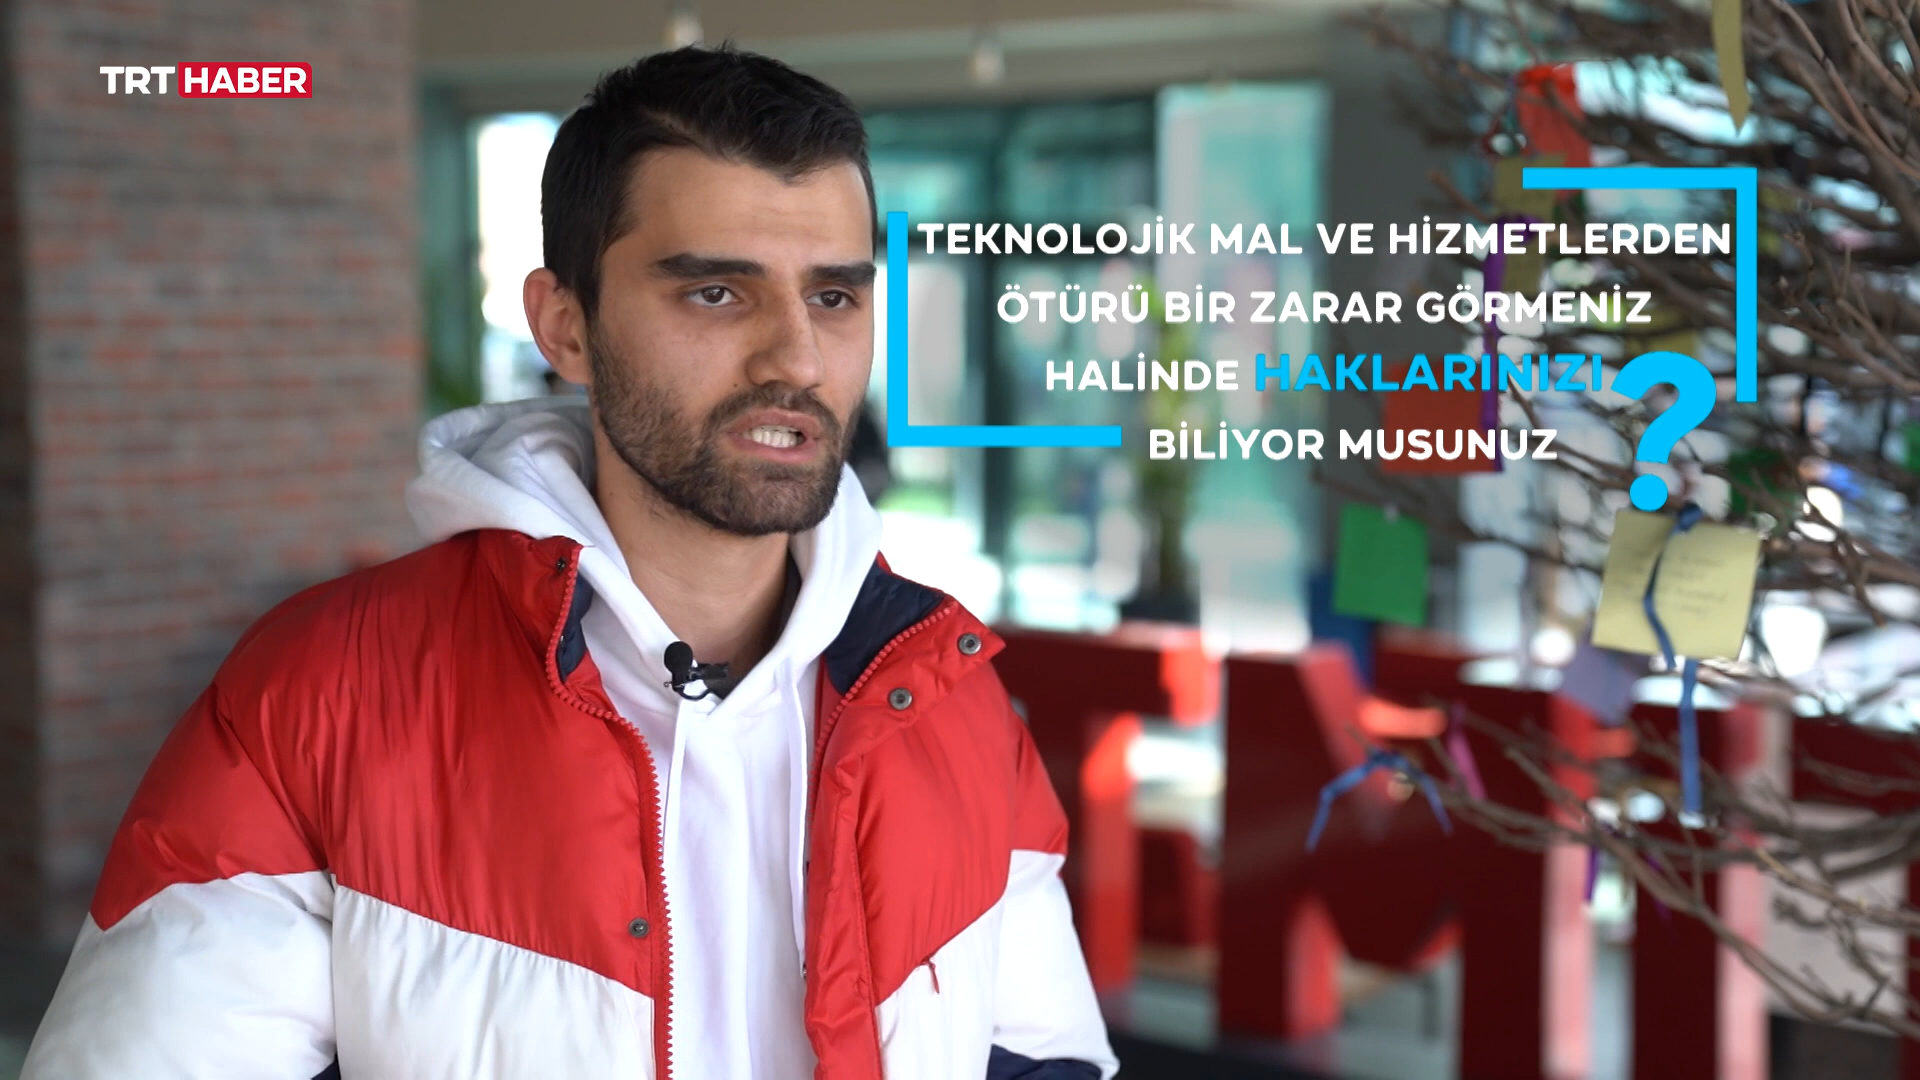 TRT HABER
TEKNOLOJİK MAL VE HİZMETLERDEN
ÖTÜRÜ BİR ZARAR GÖRMENİZ
HALİNDE HAKLARINIZI
BİLİYOR MUSUNUZ?